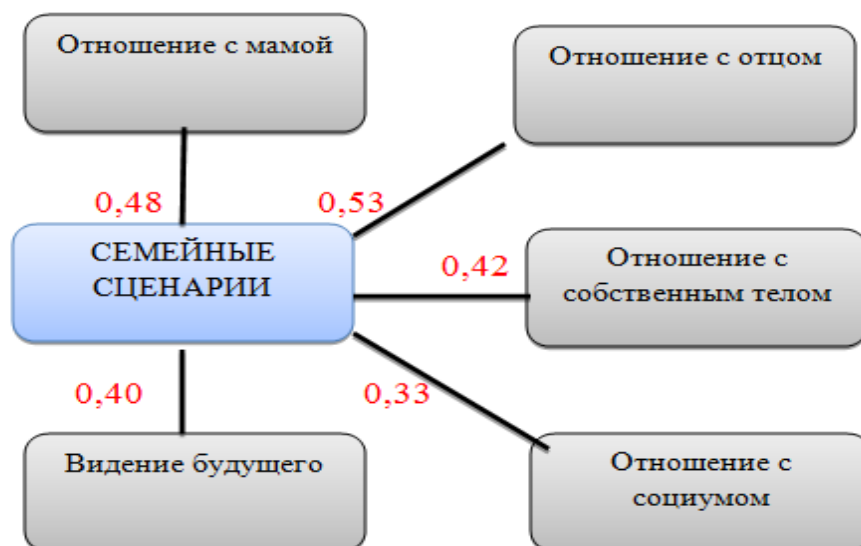 Отношение с мамой
Отношение с отцом
0,48
0,53
СЕМЕЙНЫЕ
СЦЕНАРИИ
0,42
Отношение с
собственным телом
0,40
0,33
Видение будущего
Отношение с
социумом